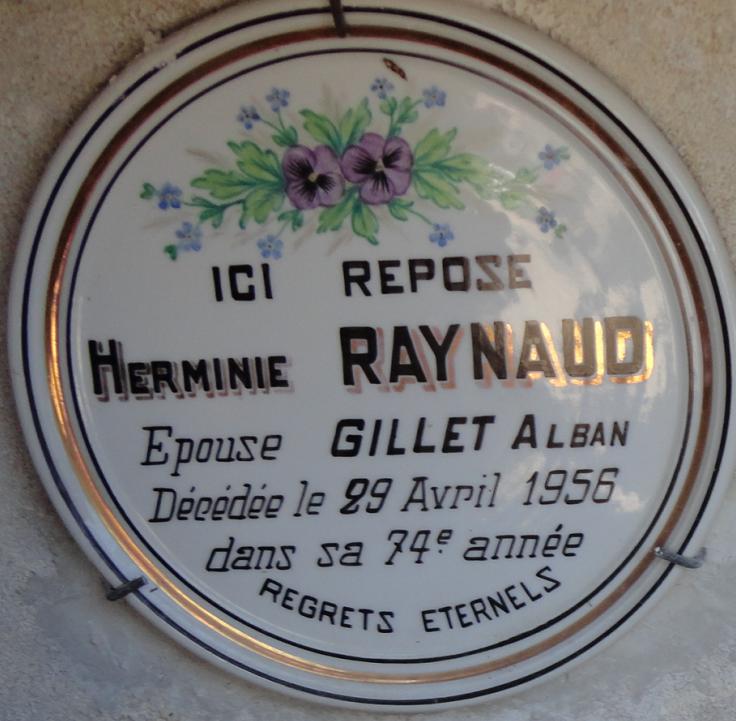 ICI REPOSE
HERMINIE RAYNAUD
Epouse GILLET ALBAN
Décédée le 29 Avril 1956
dans sa 74e année
REGRETS ETERNELS